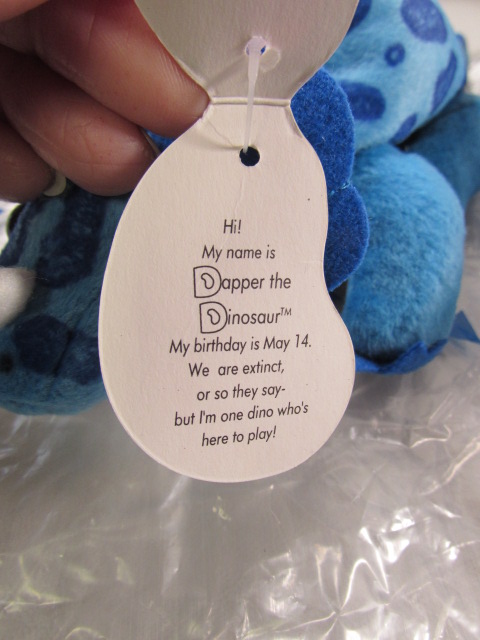 Hi!
My name is
Dapper the
Dinosaur™
My birthday is May 14.
We are extinct,
or so they say-
but I'm one dino who's
here to play!